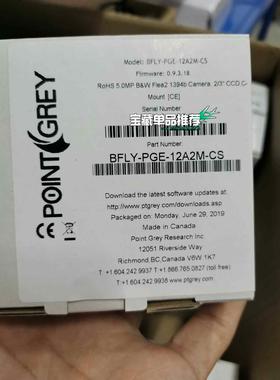 Model: BFLY-PGE-12A2M-CS
Firmware: 0.9.3.18
RoHS 5.0MP B&W Flea2 1394b Camera, 2/3" CCD C-
Mount [CE]
Serial Number
宝藏单品推荐
Part Number
BFLY-PGE-12A2M-CS
Download the latest software updates at:
http://www.ptgrey.com/downloads.asp
Packaged on: Monday, June 29, 2019
Made in Canada
Point Grey Research Inc.
12051 Riverside Way
Richmond,BC,Canada V6W 1K7
T: +1.604.242.9937 T:+1.866.765.0827 (toll free)
F: +1.604.242.9938 www.ptgrey.com
POINT GREY